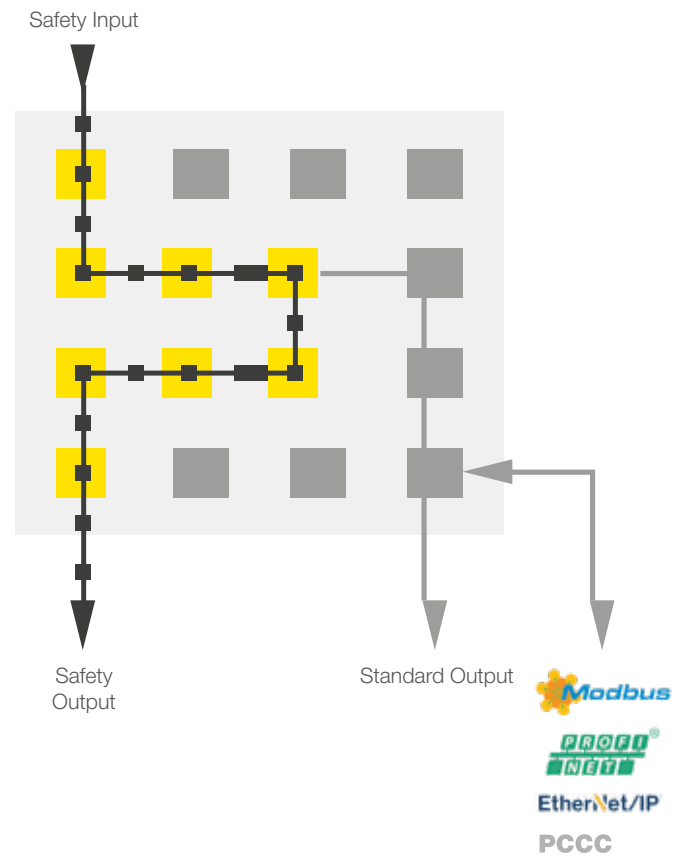 Safety Input
Safety
Output
Standard Output
Modbus
PROFI®
NET
EtherNet/IP
PCCC